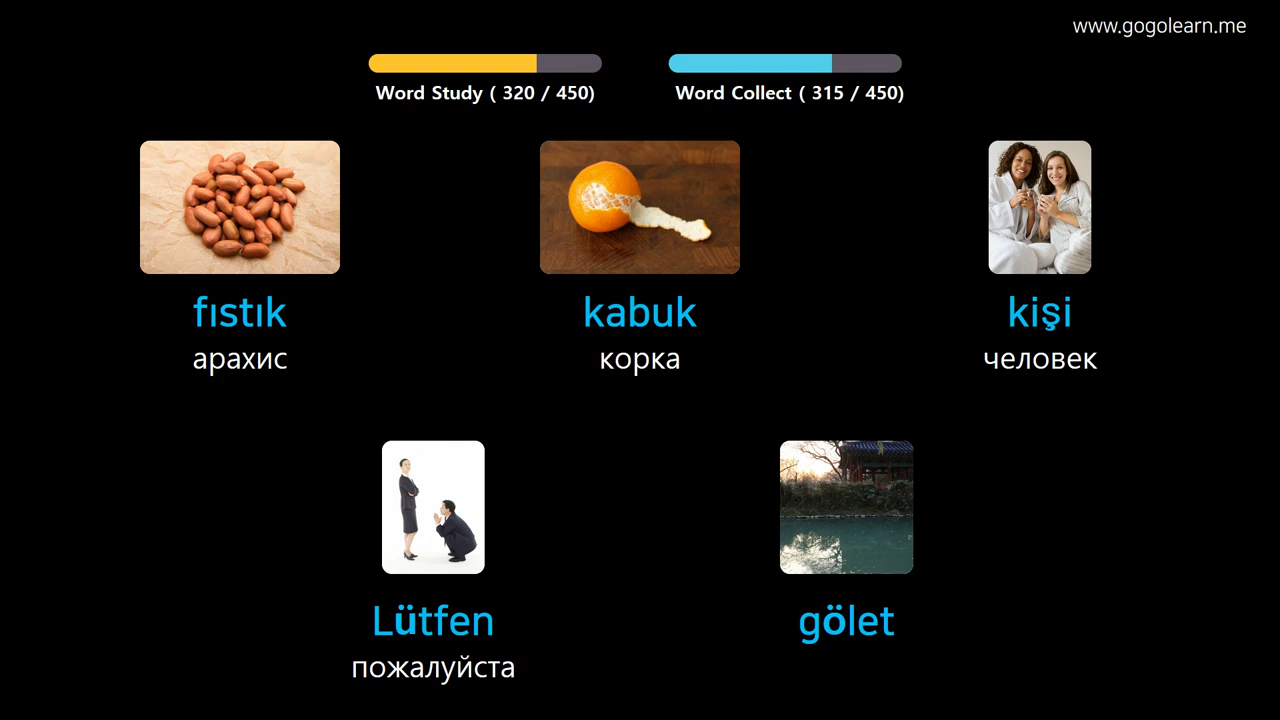 www.gogolearn.me
Word Study ( 320 / 450)
Word Collect ( 315 / 450)
fıstık
арахис
kabuk
корка
kişi
человек
Lütfen
пожалуйста
gölet